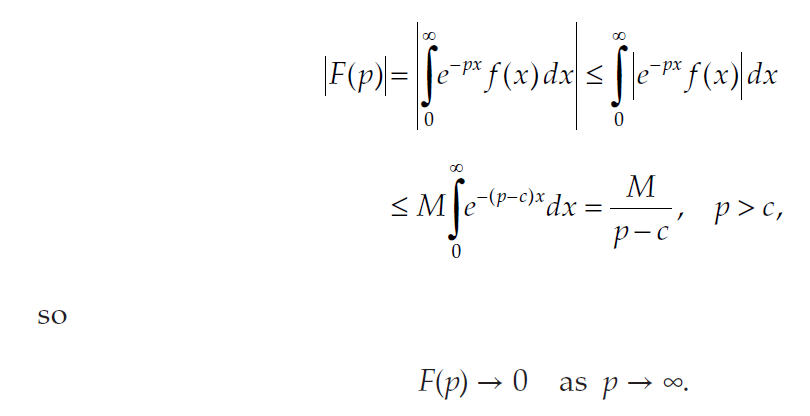 |F(p)| = |∫₀^∞ e^{-px} f(x) dx| ≤ ∫₀^∞ |e^{-px} f(x)| dx
≤ M ∫₀^∞ e^{-(p-c)x} dx = M/(p-c), p > c,
so
F(p) → 0 as p → ∞.